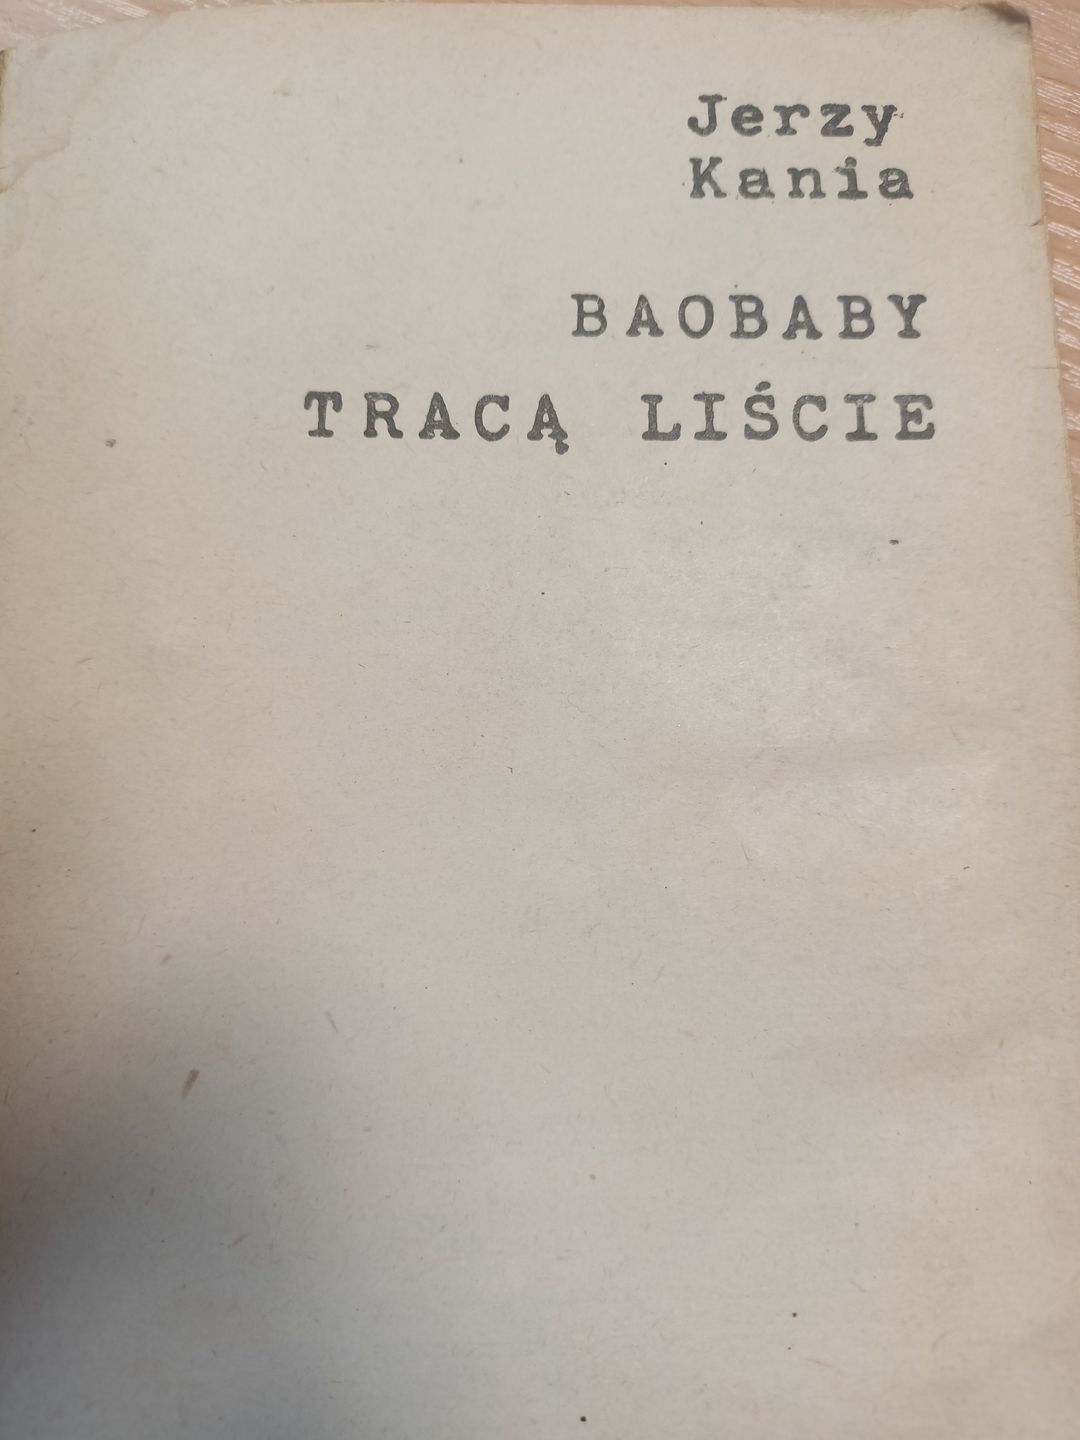 Jerzy
Kania
BAOBABY
TRACĄ LIŚCIE